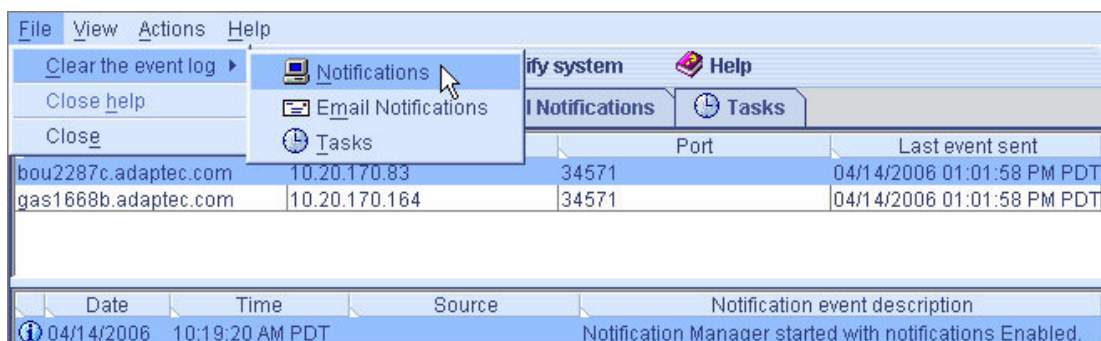 File View Actions Help
Clear the event log Notifications ify system Help
Close help Email Notifications l Notifications Tasks
Close Tasks
Port Last event sent
bou2287c.adaptec.com 10.20.170.83 34571 04/14/2006 01:01:58 PM PDT
gas1668b.adaptec.com 10.20.170.164 34571 04/14/2006 01:01:58 PM PDT
Date Time Source Notification event description
04/14/2006 10:19:20 AM PDT Notification Manager started with notifications Enabled.